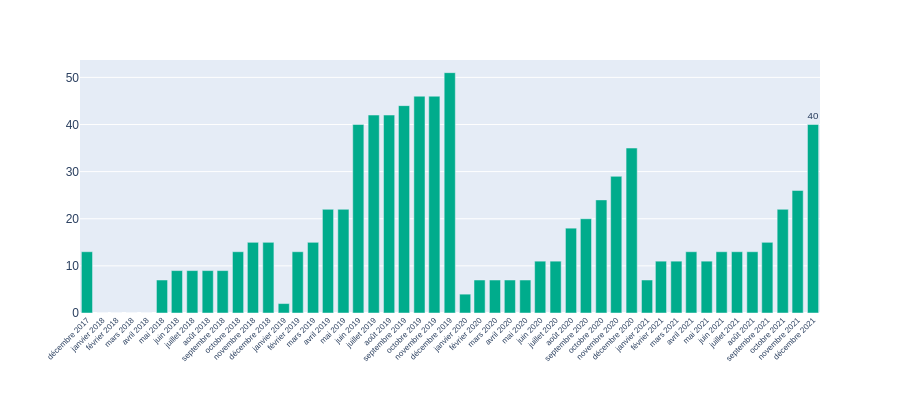 50
40
40
30
20
10
0
décembre 2017
janvier 2018
février 2018
mars 2018
avril 2018
mai 2018
juin 2018
juillet 2018
août 2018
septembre 2018
octobre 2018
novembre 2018
décembre 2018
janvier 2019
février 2019
mars 2019
avril 2019
mai 2019
juin 2019
juillet 2019
août 2019
septembre 2019
octobre 2019
novembre 2019
décembre 2019
janvier 2020
février 2020
mars 2020
avril 2020
mai 2020
juin 2020
juillet 2020
août 2020
septembre 2020
octobre 2020
novembre 2020
décembre 2020
janvier 2021
février 2021
mars 2021
avril 2021
mai 2021
juin 2021
juillet 2021
août 2021
septembre 2021
octobre 2021
novembre 2021
décembre 2021